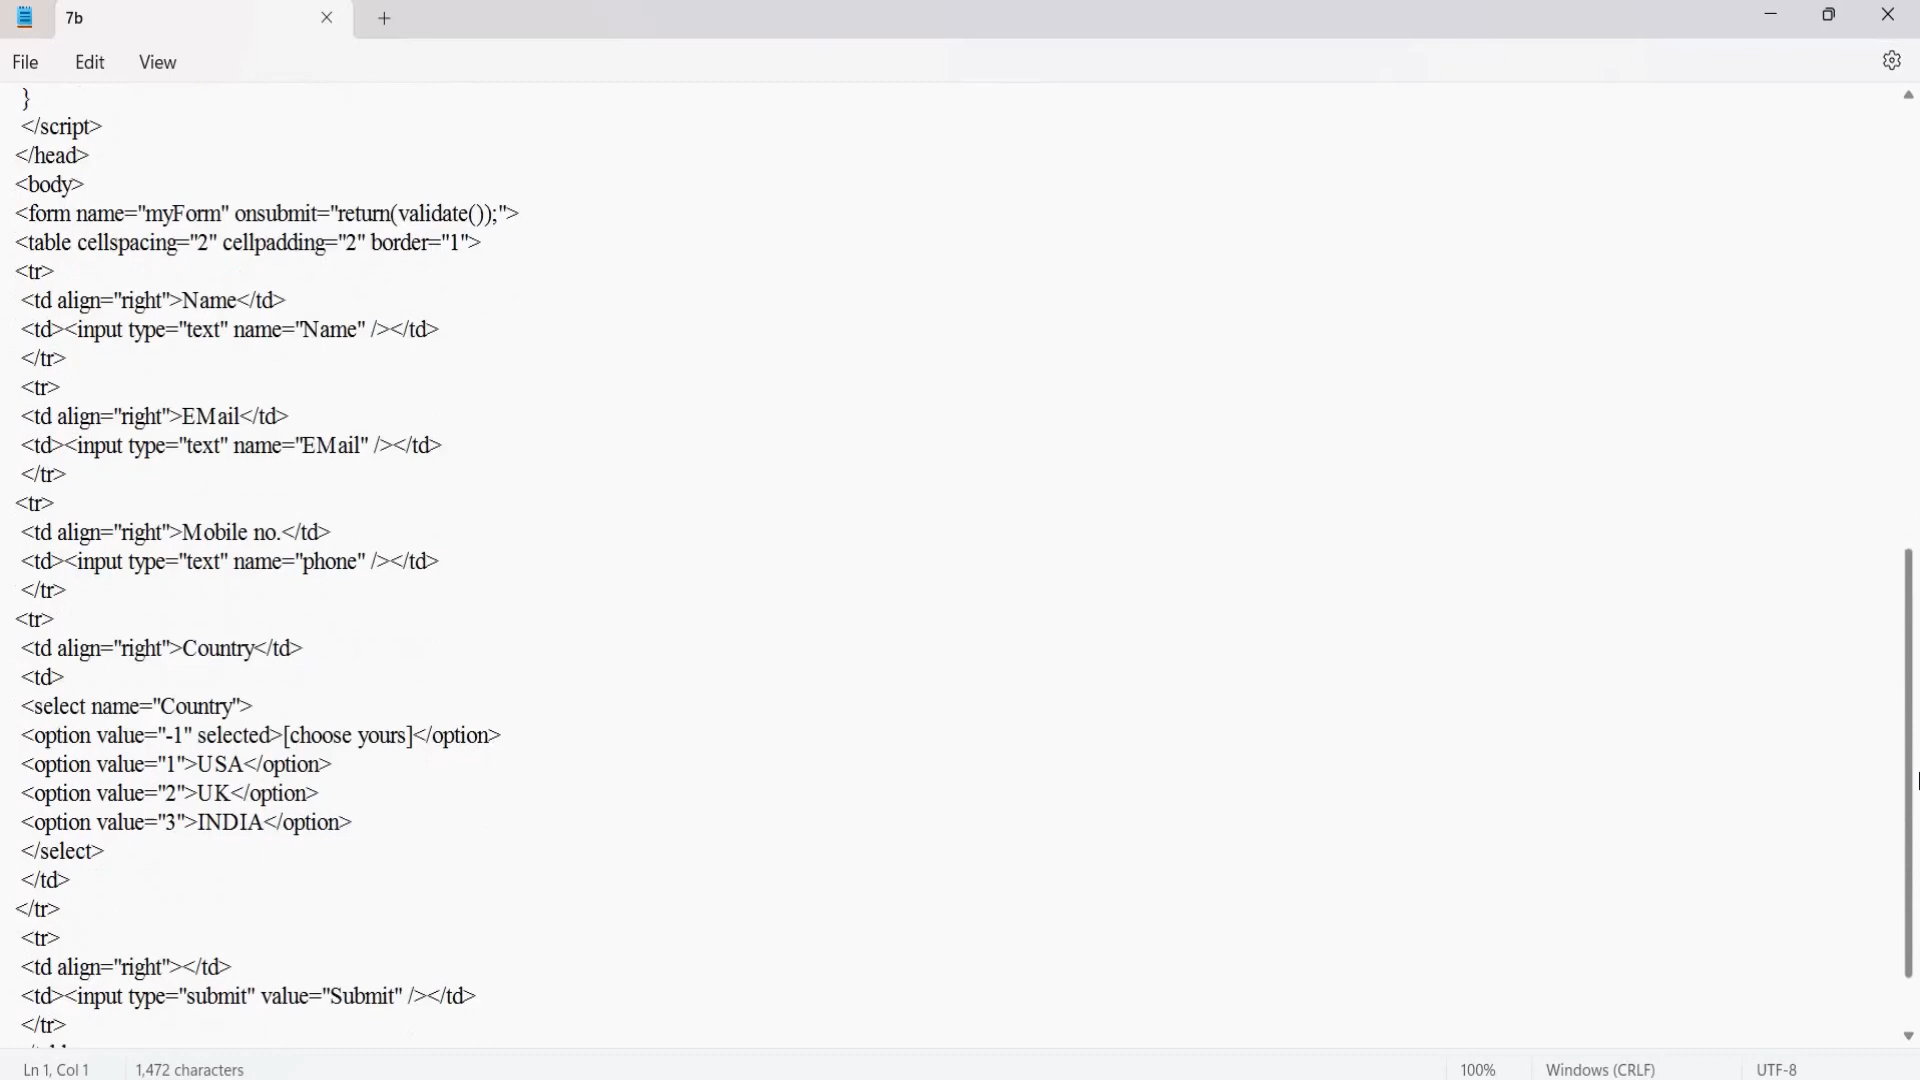 7b
File Edit View
}
</script>
</head>
<body>
<form name="myForm" onsubmit="return(validate());">
<table cellspacing="2" cellpadding="2" border="1">
<tr>
<td align="right">Name</td>
<td><input type="text" name="Name" /></td>
</tr>
<tr>
<td align="right">EMail</td>
<td><input type="text" name="EMail" /></td>
</tr>
<tr>
<td align="right">Mobile no.</td>
<td><input type="text" name="phone" /></td>
</tr>
<tr>
<td align="right">Country</td>
<td>
<select name="Country">
<option value="-1" selected>[choose yours]</option>
<option value="1">USA</option>
<option value="2">UK</option>
<option value="3">INDIA</option>
</select>
</td>
</tr>
<tr>
<td align="right"></td>
<td><input type="submit" value="Submit" /></td>
</tr>
Ln 1, Col 1 1,472 characters 100% Windows (CRLF) UTF-8